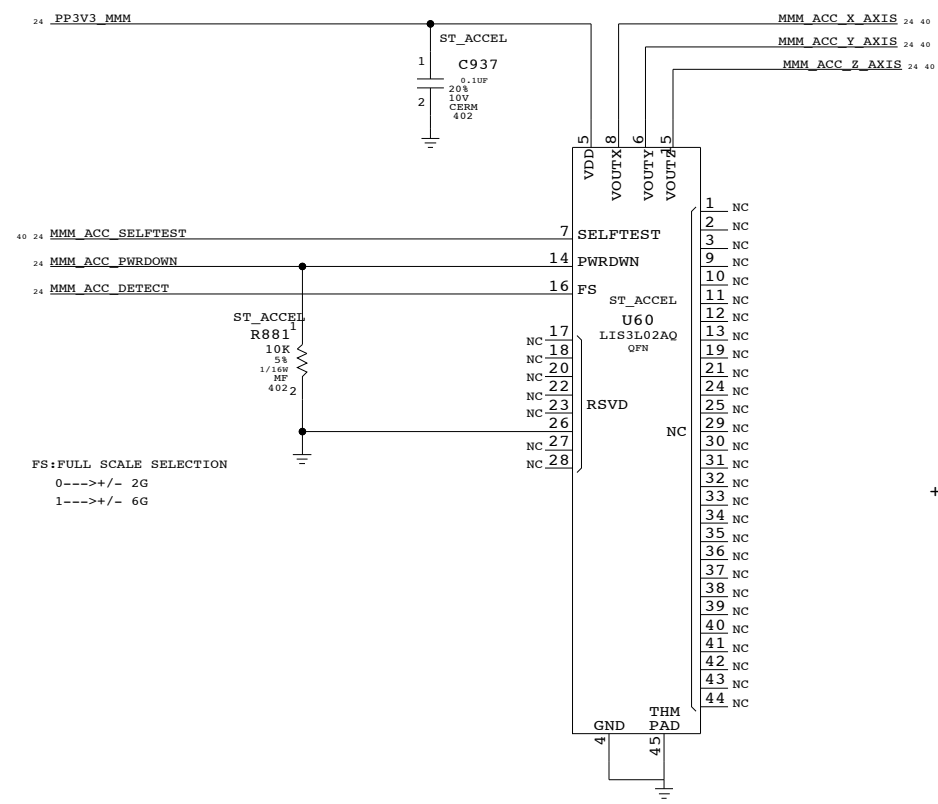 24 PP3V3_MMM
MMM_ACC_X_AXIS 24 40
MMM_ACC_Y_AXIS 24 40
MMM_ACC_Z_AXIS 24 40
ST_ACCEL
1
C937
0.1UF
20%
10V
CERM
402
2
5 8 6 15
VDD VOUTX VOUTY VOUTZ
40 24 MMM_ACC_SELFTEST 7 SELFTEST
24 MMM_ACC_PWRDOWN 14 PWRDWN
24 MMM_ACC_DETECT 16 FS
ST_ACCEL
U60
LIS3L02AQ
QFN
ST_ACCEL
1
R881
10K
5%
1/16W
MF
402
2
NC 17
NC 18
NC 20
NC 22
NC 23
26
NC 27
NC 28
RSVD
NC
1 NC
2 NC
3 NC
9 NC
10 NC
11 NC
12 NC
13 NC
19 NC
21 NC
24 NC
25 NC
29 NC
30 NC
31 NC
32 NC
33 NC
34 NC
35 NC
36 NC
37 NC
38 NC
39 NC
40 NC
41 NC
42 NC
43 NC
44 NC
FS:FULL SCALE SELECTION
0--->+/- 2G
1--->+/- 6G
+
THM
GND PAD
4 45